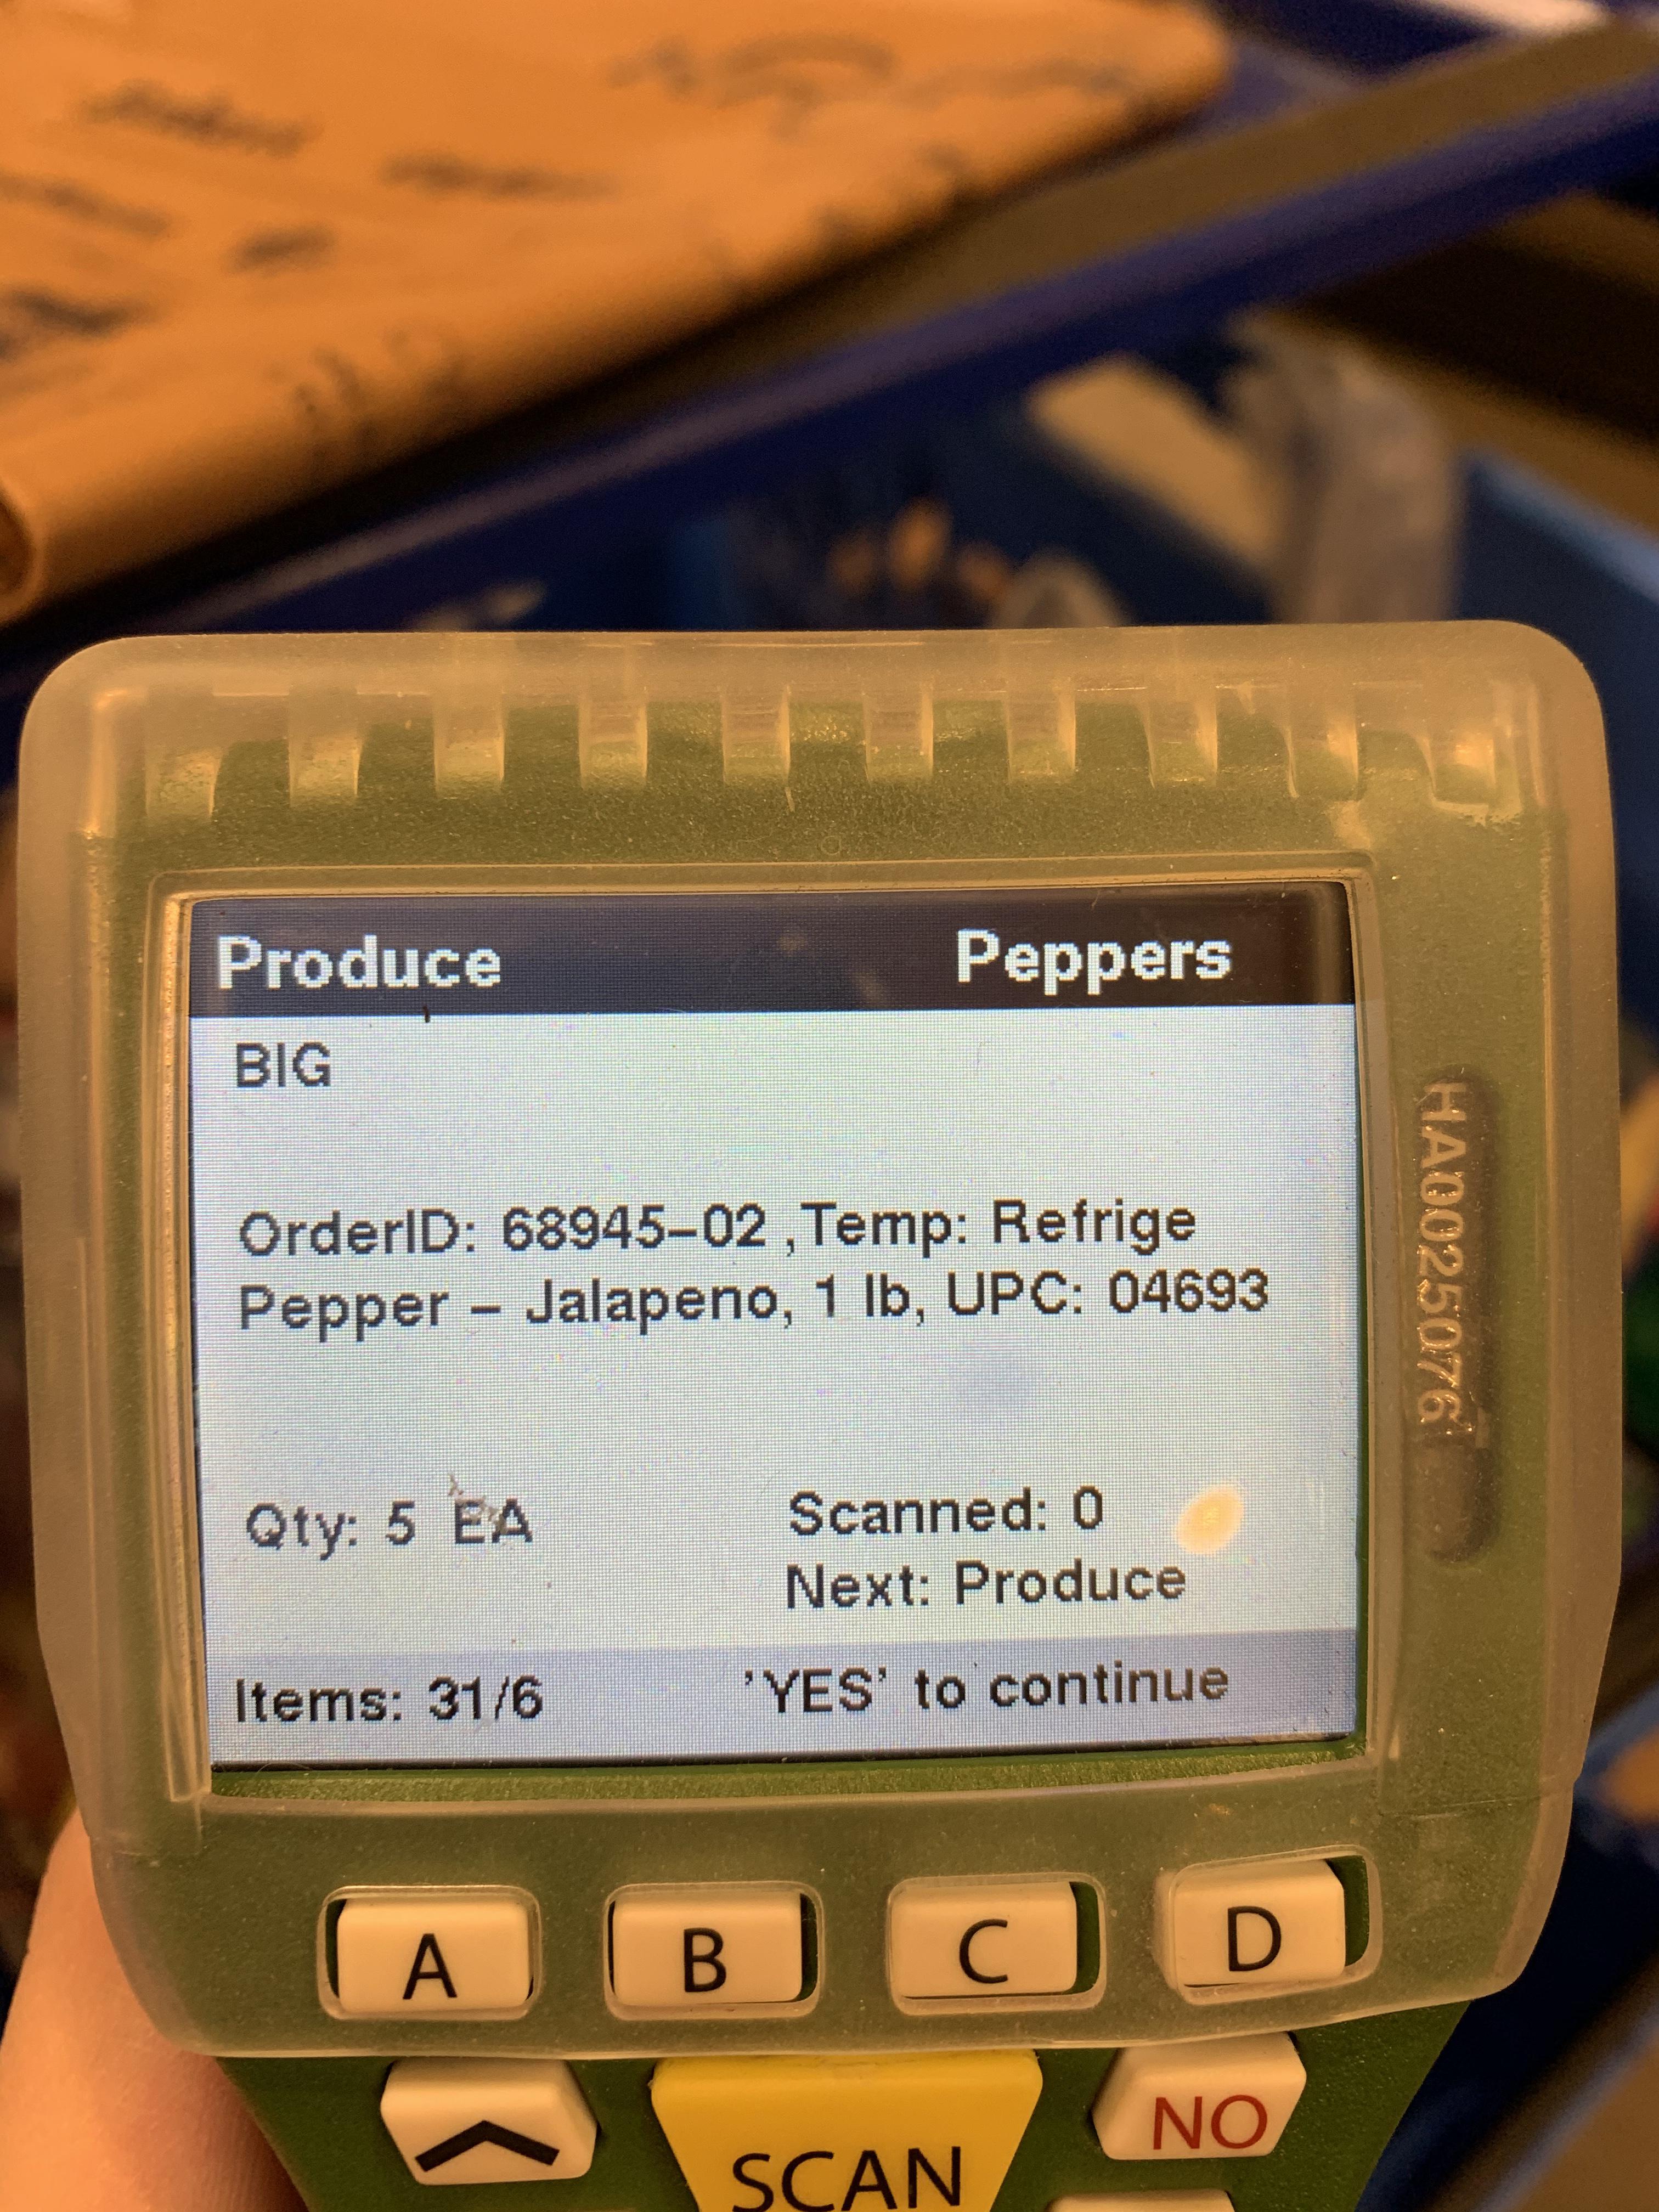 Produce Peppers
BIG
OrderID: 68945-02 ,Temp: Refrige
Pepper - Jalapeno, 1 lb, UPC: 04693
Qty: 5 EA Scanned: 0
Next: Produce
Items: 31/6 'YES' to continue
HA00250761
A B C D
NO
SCAN